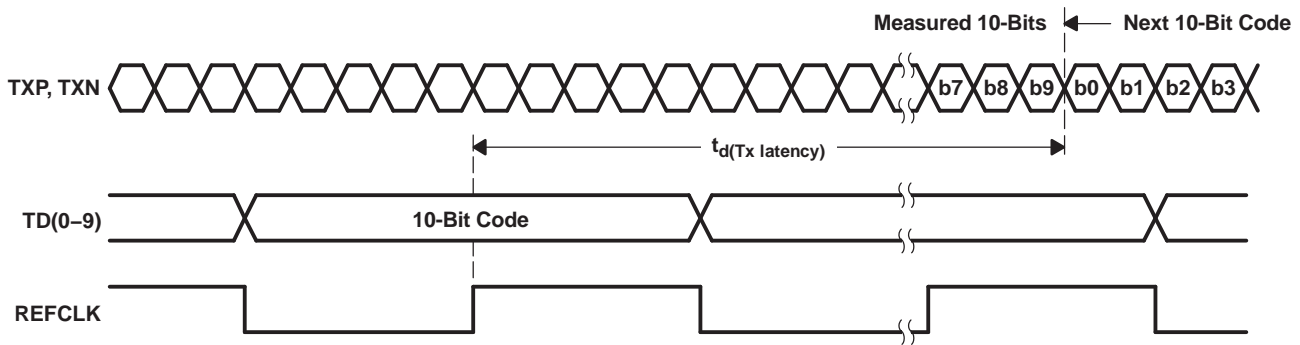 Measured 10-Bits Next 10-Bit Code
TXP, TXN b7 b8 b9 b0 b1 b2 b3
td(Tx latency)
TD(0–9) 10-Bit Code
REFCLK